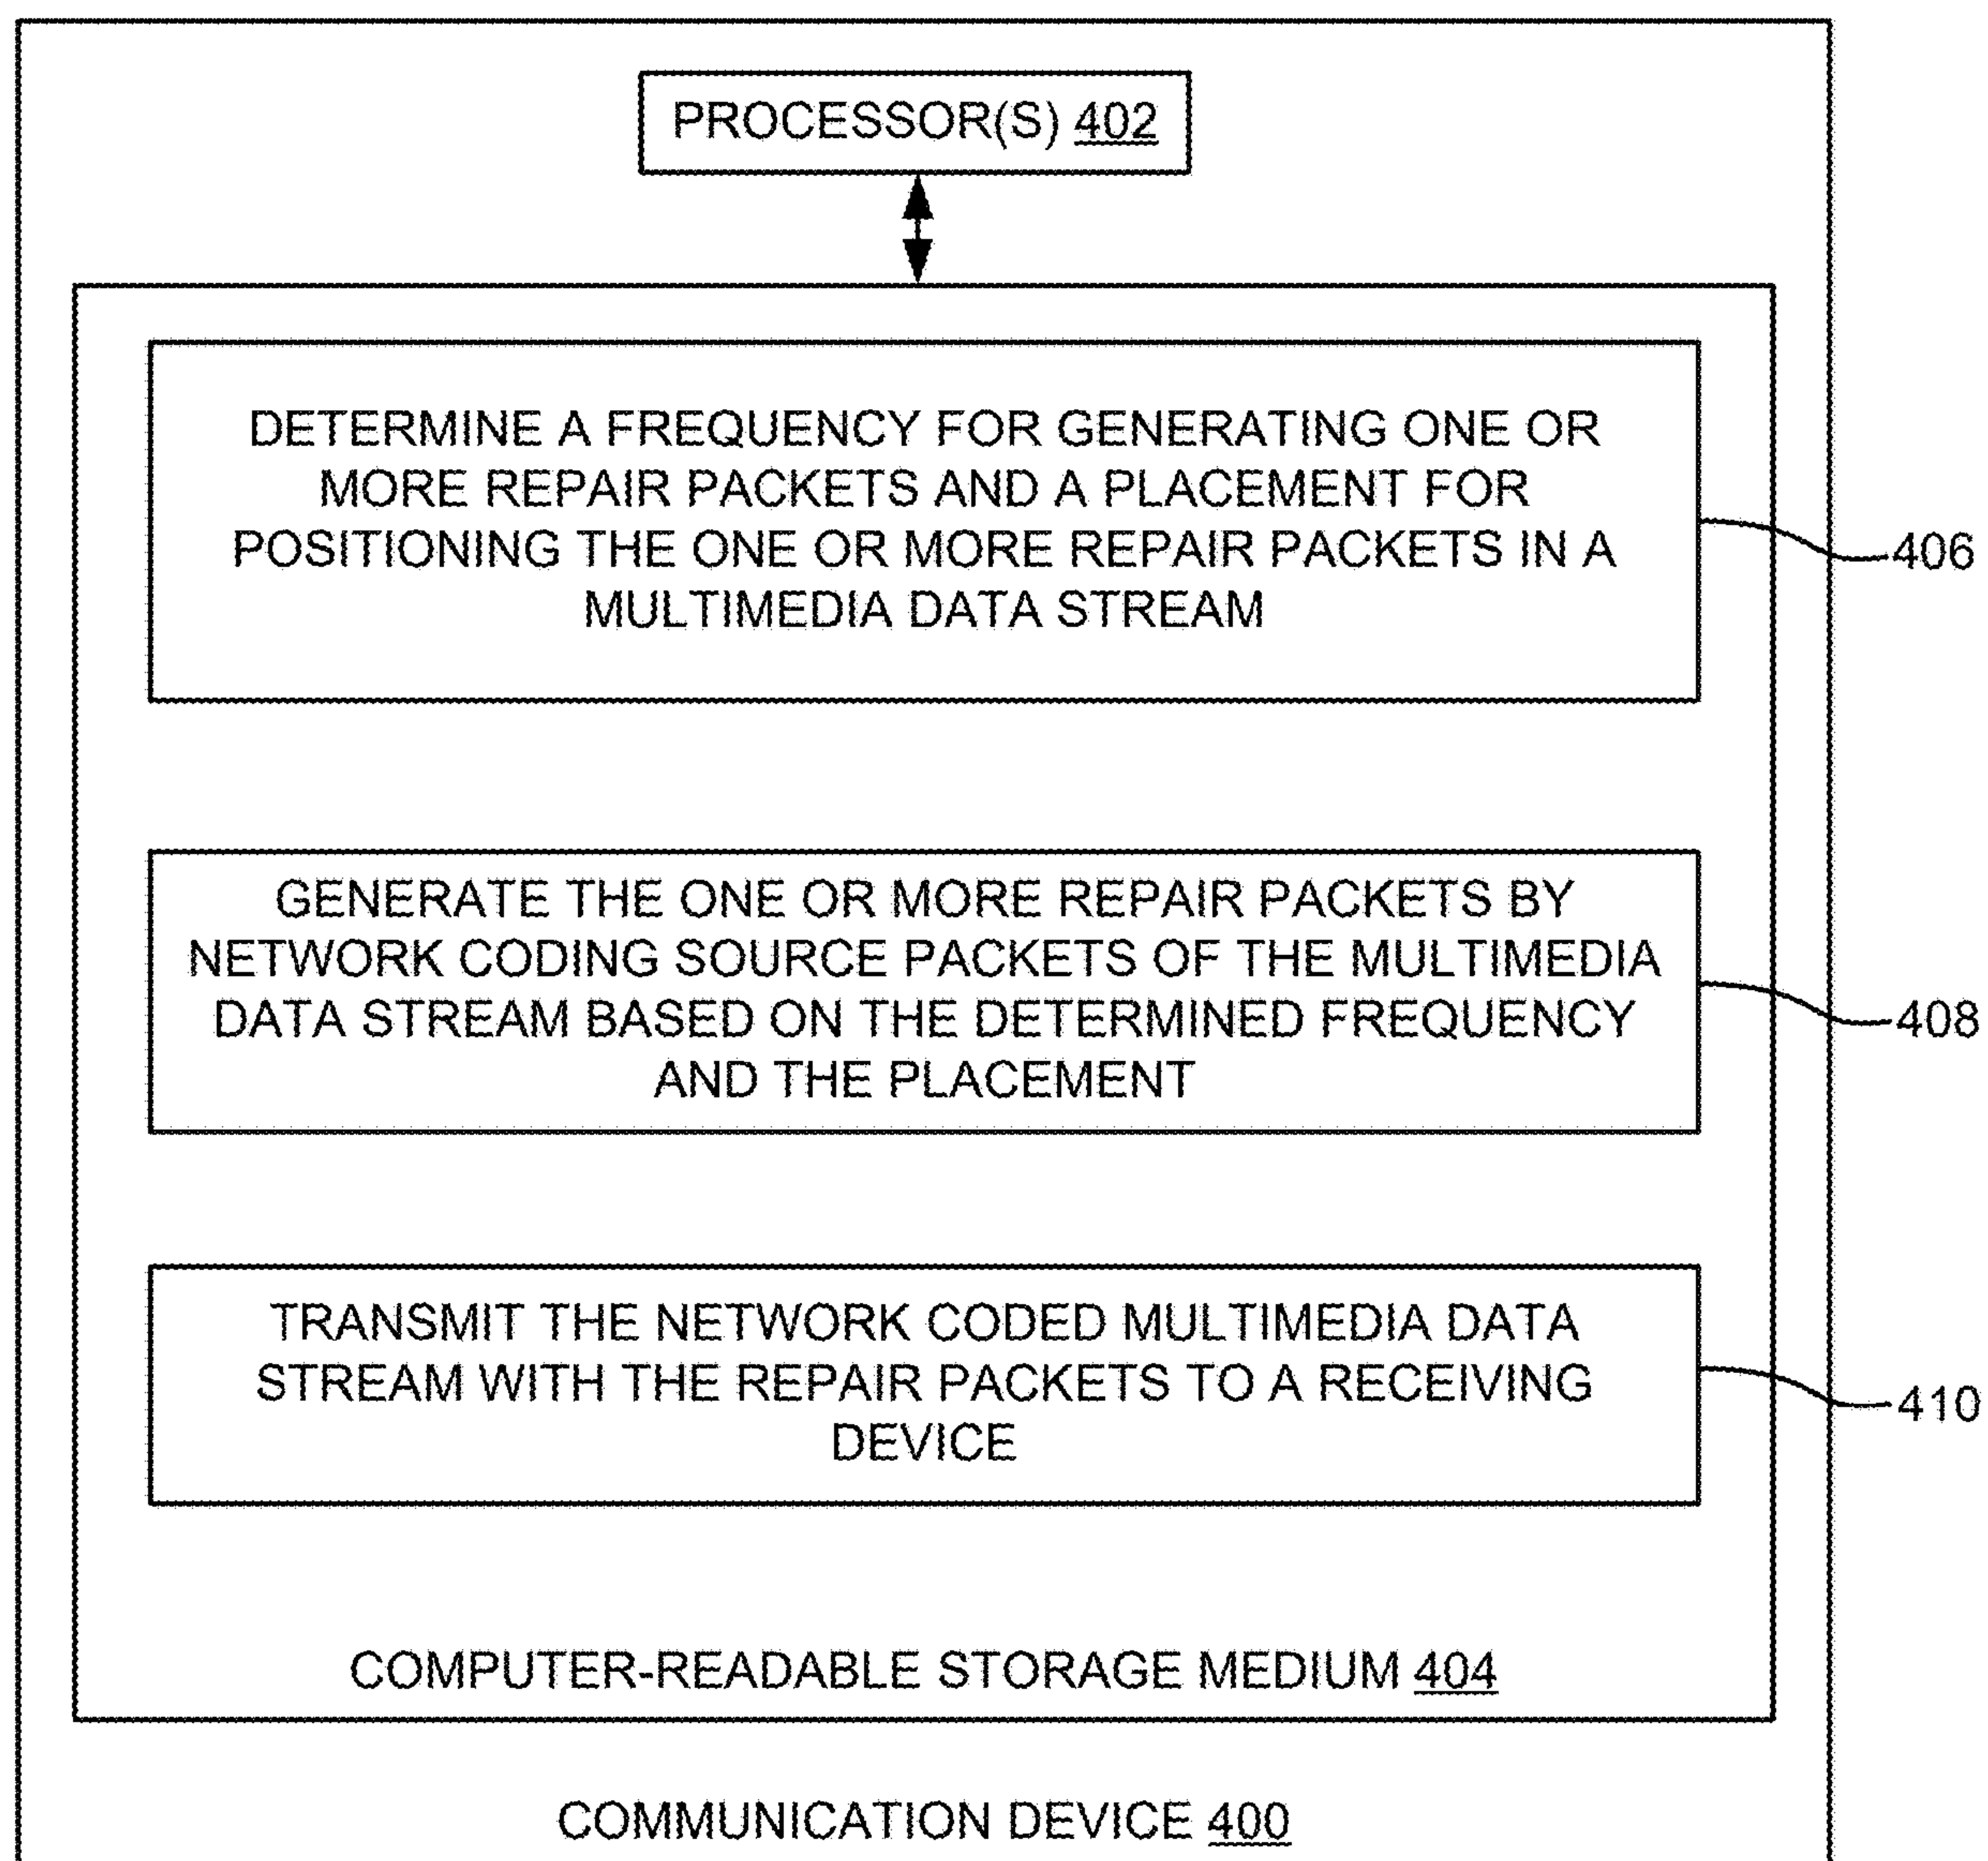 PROCESSOR(S) 402
DETERMINE A FREQUENCY FOR GENERATING ONE OR
MORE REPAIR PACKETS AND A PLACEMENT FOR
POSITIONING THE ONE OR MORE REPAIR PACKETS IN A
MULTIMEDIA DATA STREAM
406
GENERATE THE ONE OR MORE REPAIR PACKETS BY
NETWORK CODING SOURCE PACKETS OF THE MULTIMEDIA
DATA STREAM BASED ON THE DETERMINED FREQUENCY
AND THE PLACEMENT
408
TRANSMIT THE NETWORK CODED MULTIMEDIA DATA
STREAM WITH THE REPAIR PACKETS TO A RECEIVING
DEVICE
410
COMPUTER-READABLE STORAGE MEDIUM 404
COMMUNICATION DEVICE 400